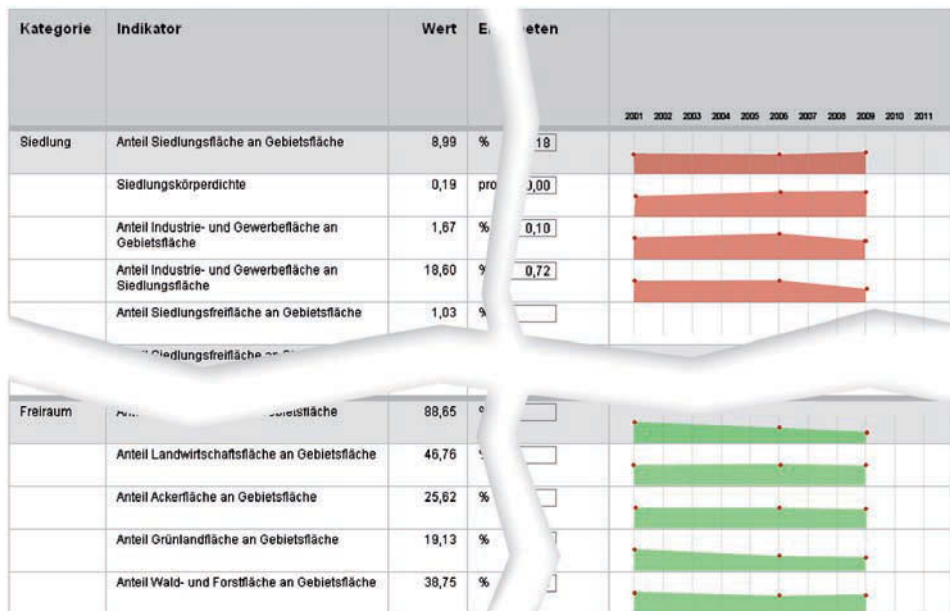 Kategorie Indikator Wert
2001 2002 2003 2004 2005 2006 2007 2008 2009 2010 2011
Siedlung Anteil Siedlungsfläche an Gebietsfläche 8,99 % 18
Siedlungskörperdichte 0,19 pro 0,00
Anteil Industrie- und Gewerbefläche an 1,67 % 0,10
Gebietsfläche
Anteil Industrie- und Gewerbefläche an 18,60 % 0,72
Siedlungsfläche
Anteil Siedlungsfreifläche an Gebietsfläche 1,03 %
Siedlungsfreifläche
Freiraum Gebietsfläche 88,65
Anteil Landwirtschaftsfläche an Gebietsfläche 46,76 %
Anteil Ackerfläche an Gebietsfläche 25,62 %
Anteil Grünlandfläche an Gebietsfläche 19,13 %
Anteil Wald- und Forstfläche an Gebietsfläche 38,75 %